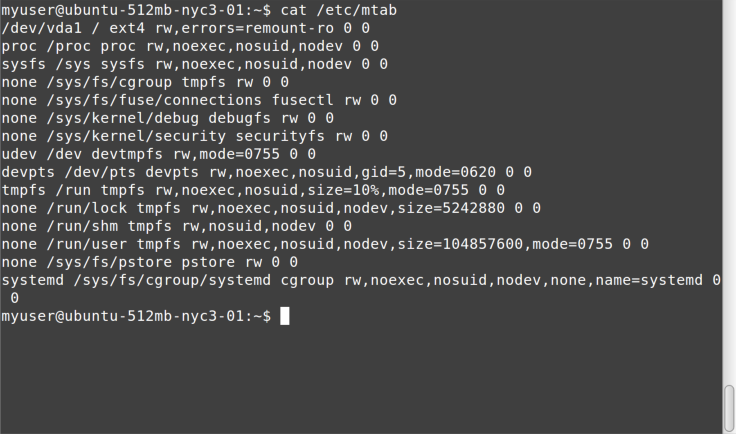 myuser@ubuntu-512mb-nyc3-01:~$ cat /etc/mtab
/dev/vda1 / ext4 rw,errors=remount-ro 0 0
proc /proc proc rw,noexec,nosuid,nodev 0 0
sysfs /sys sysfs rw,noexec,nosuid,nodev 0 0
none /sys/fs/cgroup tmpfs rw 0 0
none /sys/fs/fuse/connections fusectl rw 0 0
none /sys/kernel/debug debugfs rw 0 0
none /sys/kernel/security securityfs rw 0 0
udev /dev devtmpfs rw,mode=0755 0 0
devpts /dev/pts devpts rw,noexec,nosuid,gid=5,mode=0620 0 0
tmpfs /run tmpfs rw,noexec,nosuid,size=10%,mode=0755 0 0
none /run/lock tmpfs rw,noexec,nosuid,nodev,size=5242880 0 0
none /run/shm tmpfs rw,nosuid,nodev 0 0
none /run/user tmpfs rw,noexec,nosuid,nodev,size=104857600,mode=0755 0 0
none /sys/fs/pstore pstore rw 0 0
systemd /sys/fs/cgroup/systemd cgroup rw,noexec,nosuid,nodev,none,name=systemd 0
 0
myuser@ubuntu-512mb-nyc3-01:~$